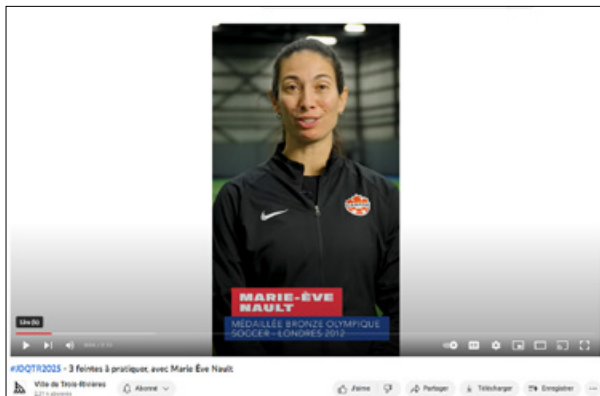 MARIE-ÈVE
NAULT
MÉDAILLÉE BRONZE OLYMPIQUE
SOCCER - LONDRES 2012
Lire (k)
#JDQTR2025 - 3 feintes à pratiquer, avec Marie Ève Nault
Ville de Trois-Rivières
Abonné
J'aime
Partager
Télécharger
Enregistrer